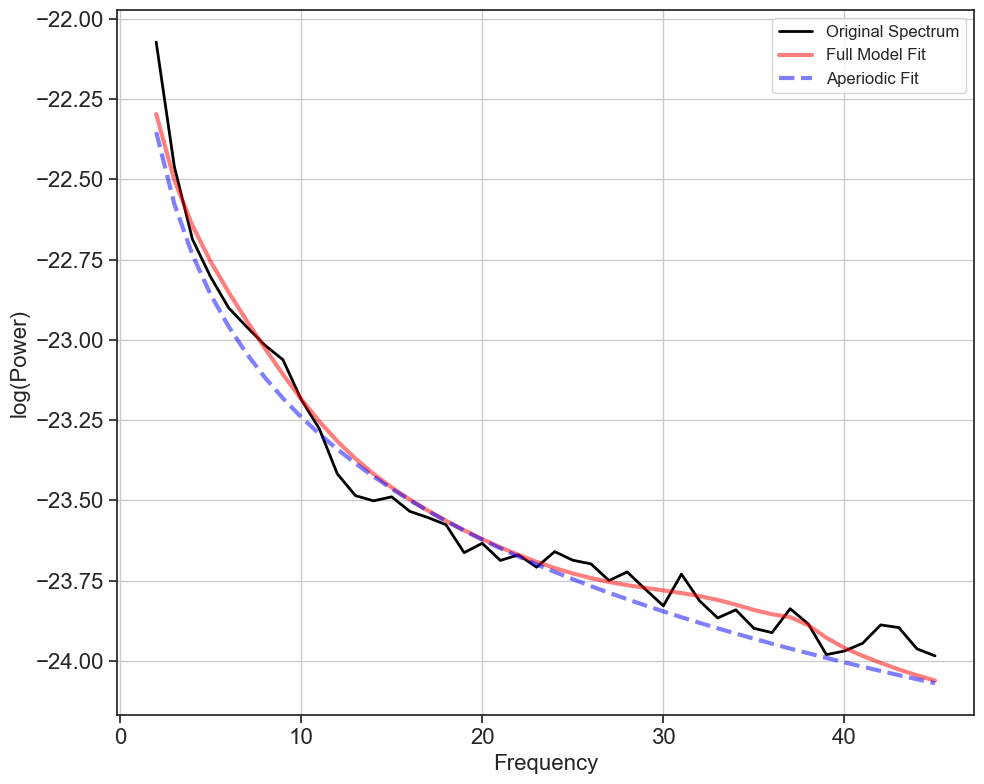 −22.00
−22.25
−22.50
−22.75
−23.00
−23.25
−23.50
−23.75
−24.00
log(Power)
0 10 20 30 40
Frequency
Original Spectrum
Full Model Fit
Aperiodic Fit